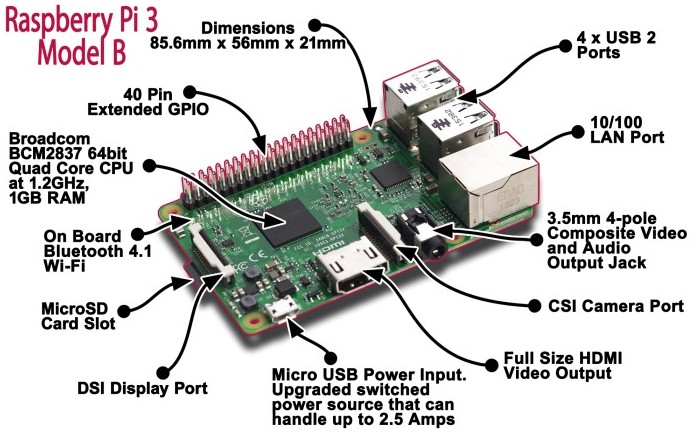 Raspberry Pi 3
Model B
Dimensions
85.6mm x 56mm x 21mm
4 x USB 2
Ports
40 Pin
Extended GPIO
10/100
LAN Port
Broadcom
BCM2837 64bit
Quad Core CPU
at 1.2GHz,
1GB RAM
On Board
Bluetooth 4.1
Wi-Fi
3.5mm 4-pole
Composite Video
and Audio
Output Jack
MicroSD
Card Slot
CSI Camera Port
DSI Display Port
Micro USB Power Input.
Upgraded switched
power source that can
handle up to 2.5 Amps
Full Size HDMI
Video Output
HDMI